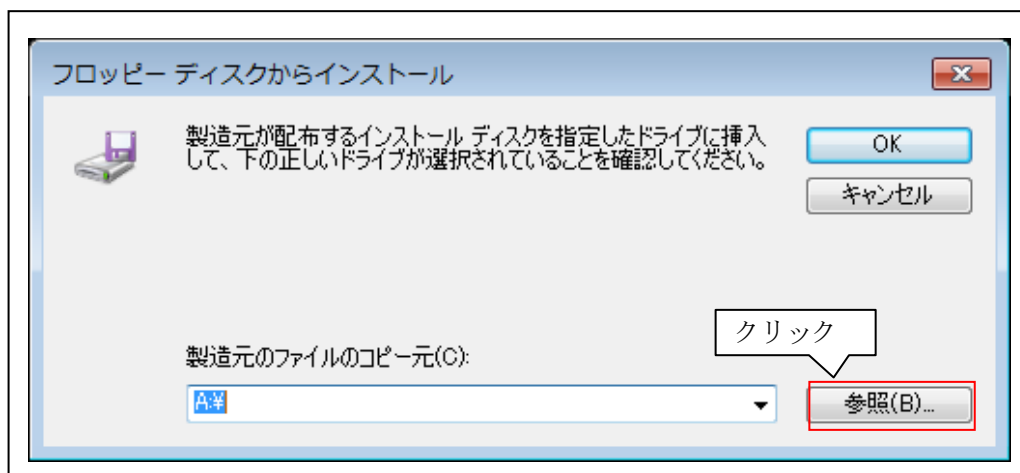 フロッピー ディスクからインストール
製造元が配布するインストール ディスクを指定したドライブに挿入
して、下の正しいドライブが選択されていることを確認してください。
OK
キャンセル
クリック
製造元のファイルのコピー元(C):
A:¥
参照(B)...